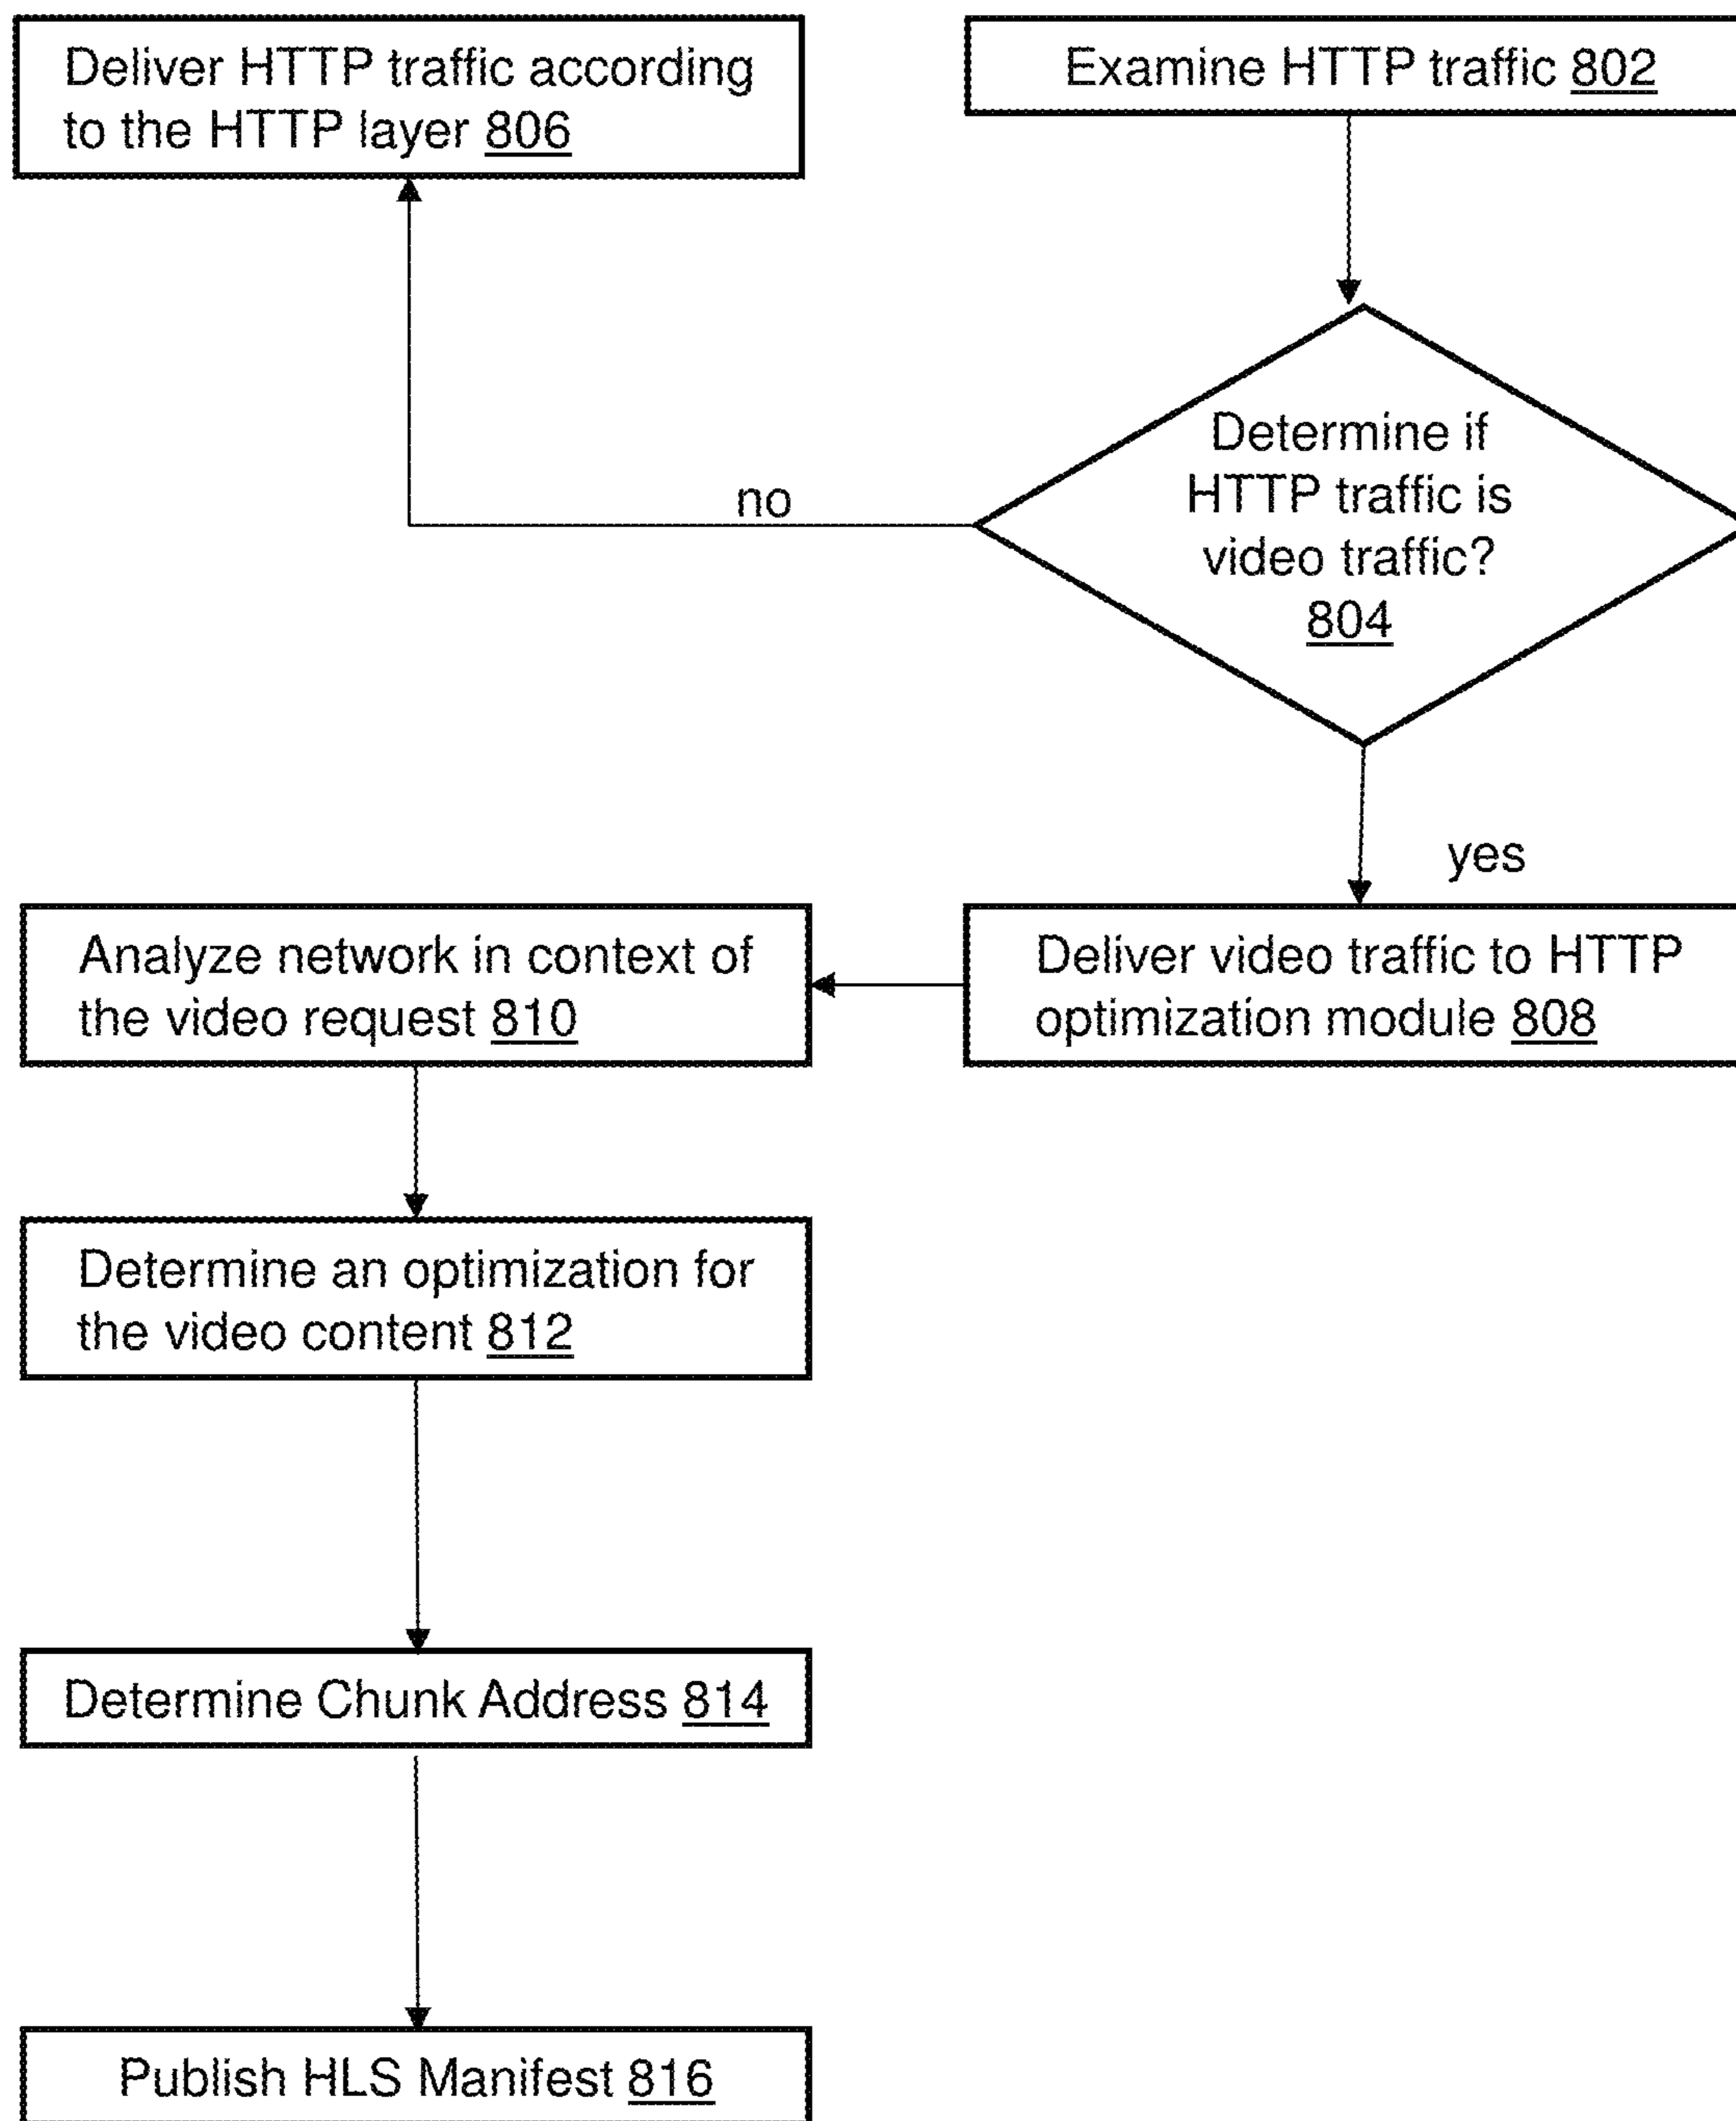 Deliver HTTP traffic according
to the HTTP layer 806
Examine HTTP traffic 802
Determine if
HTTP traffic is
video traffic?
804
no
yes
Analyze network in context of
the video request 810
Deliver video traffic to HTTP
optimization module 808
Determine an optimization for
the video content 812
Determine Chunk Address 814
Publish HLS Manifest 816